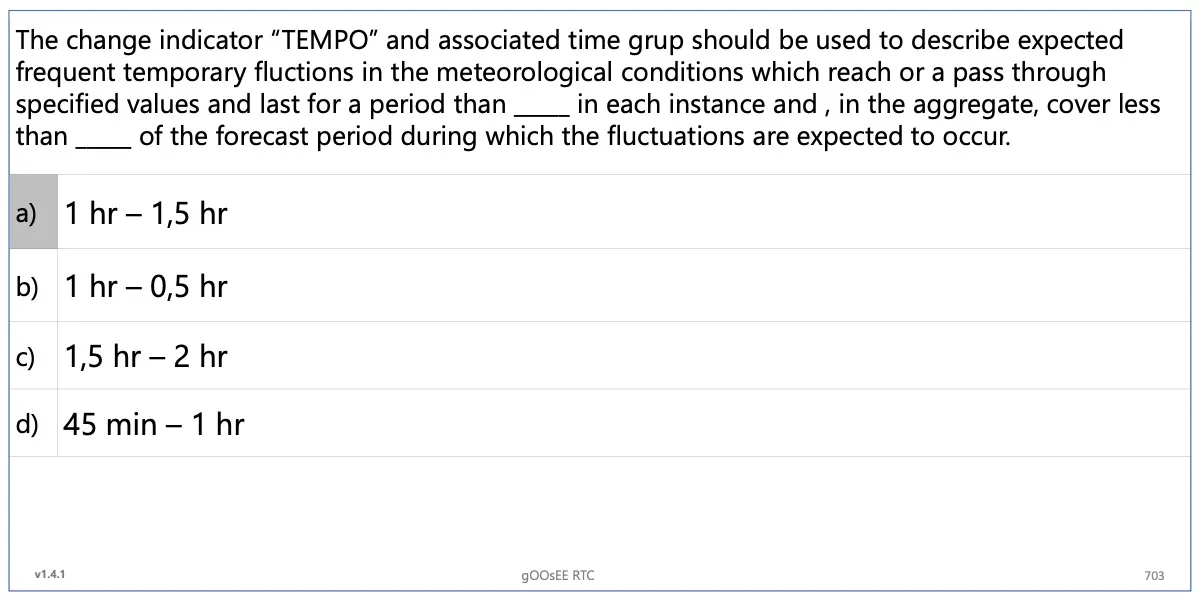 The change indicator “TEMPO” and associated time grup should be used to describe expected
frequent temporary fluctions in the meteorological conditions which reach or a pass through
specified values and last for a period than _____ in each instance and , in the aggregate, cover less
than _____ of the forecast period during which the fluctuations are expected to occur.
a) 1 hr – 1,5 hr
b) 1 hr – 0,5 hr
c) 1,5 hr – 2 hr
d) 45 min – 1 hr
v1.4.1 gOOsEE RTC 703